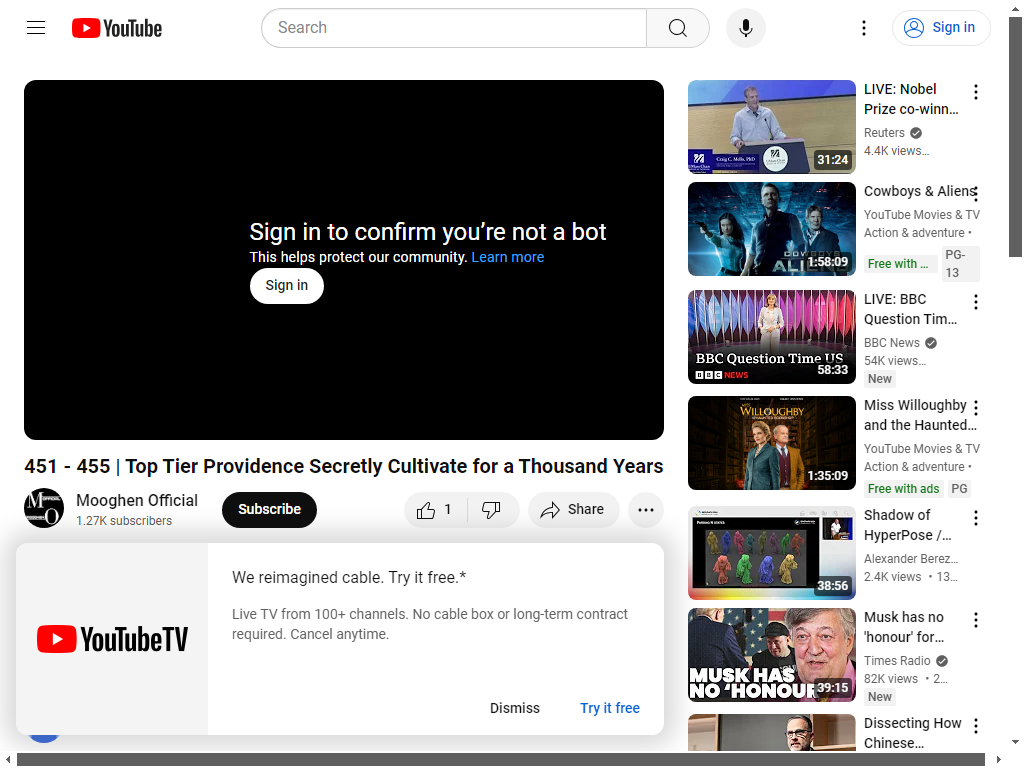 YouTube
Search
Sign in
Sign in to confirm you're not a bot
This helps protect our community. Learn more
Sign in
451 - 455 | Top Tier Providence Secretly Cultivate for a Thousand Years
Mooghen Official
1.27K subscribers
Subscribe
1
Share
We reimagined cable. Try it free.*
Live TV from 100+ channels. No cable box or long-term contract
required. Cancel anytime.
YouTubeTV
Dismiss
Try it free
31:24
LIVE: Nobel
Prize co-winn...
Reuters
4.4K views...
COWBOYS
ALIENS
1:58:09
Cowboys & Aliens
YouTube Movies & TV
Action & adventure •
Free with ...
PG-
13
BBC Question Time US
BBC NEWS
58:33
LIVE: BBC
Question Tim...
BBC News
54K views...
New
MISS
WILLOUGHBY
1:35:09
Miss Willoughby
and the Haunted...
YouTube Movies & TV
Action & adventure •
Free with ads
PG
38:56
Shadow of
HyperPose /...
Alexander Berez...
2.4K views • 13...
MUSK HAS
NO 'HONOUR'
39:15
Musk has no
'honour' for...
Times Radio
82K views • 2...
New
Dissecting How
Chinese...